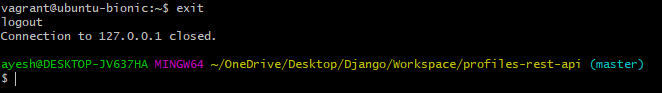 vagrant@ubuntu-bionic:~$ exit
logout
Connection to 127.0.0.1 closed.
ayesh@DESKTOP-JV637HA MINGW64 ~/OneDrive/Desktop/Django/Workspace/profiles-rest-api (master)
$